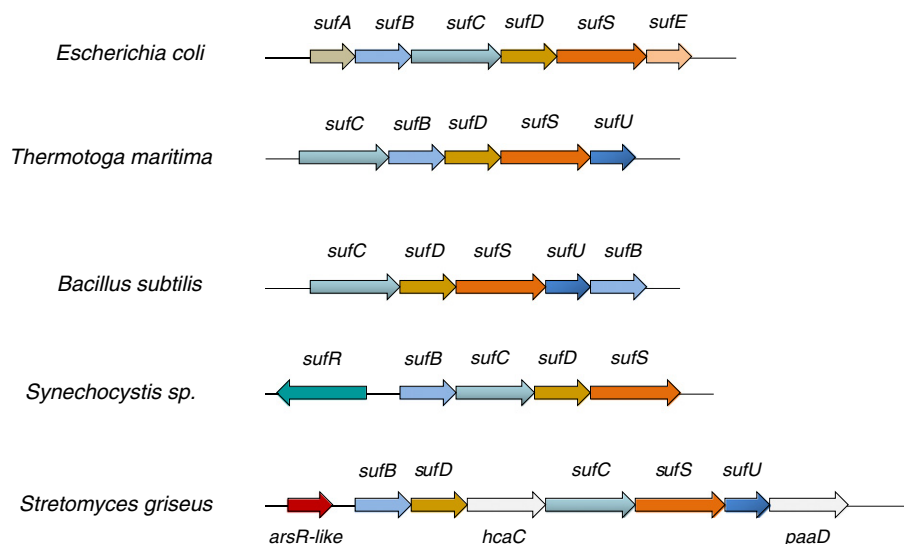 sufA sufB sufC sufD sufS sufE
Escherichia coli
sufC sufB sufD sufS sufU
Thermotoga maritima
sufC sufD sufS sufU sufB
Bacillus subtilis
sufR sufB sufC sufD sufS
Synechocystis sp.
sufB sufD sufC sufS sufU
Stretomyces griseus
arsR-like hcaC paaD